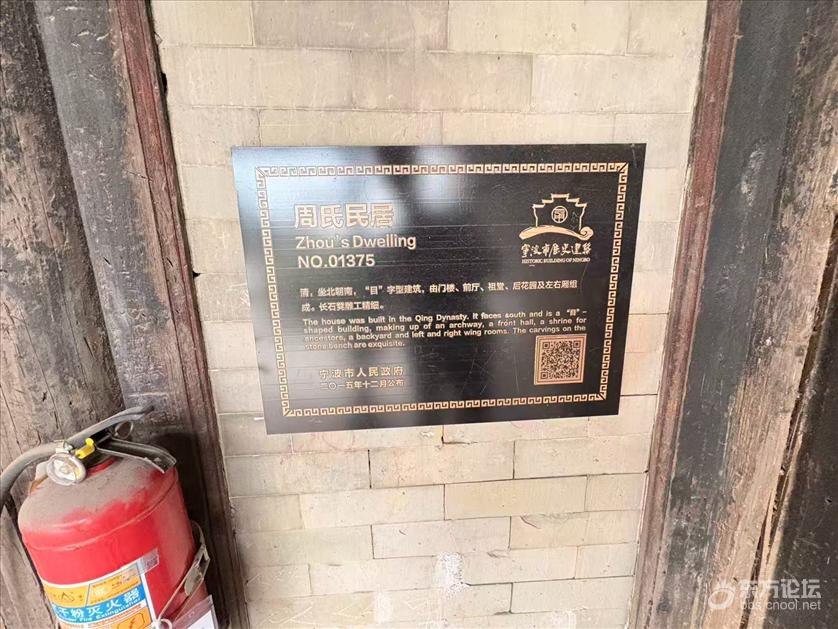 周氏民居
Zhou's Dwelling
NO.01375
宁波市历史建筑
HISTORIC BUILDING OF NINGBO
清，坐北朝南，“目”字型建筑，由门楼、前厅、祖堂、后花园及左右厢组
成。长石凳雕工精细。
The house was built in the Qing Dynasty. It faces south and is a "目"-
shaped building, making up of an archway, a front hall, a shrine for
ancestors, a backyard and left and right wing rooms. The carvings on the
stone bench are exquisite.
宁波市人民政府
二〇一五年十二月公布
干粉灭火器
东方论坛
bbs.cnool.net